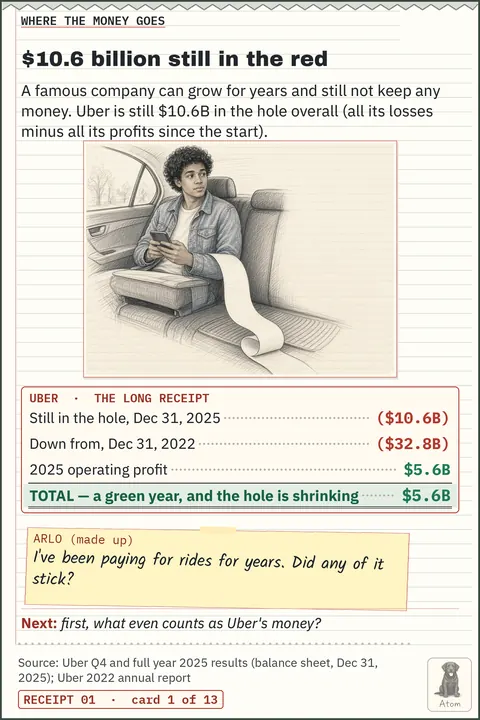 WHERE THE MONEY GOES
$10.6 billion still in the red
A famous company can grow for years and still not keep any
money. Uber is still $10.6B in the hole overall (all its losses
minus all its profits since the start).
UBER · THE LONG RECEIPT
Still in the hole, Dec 31, 2025 ($10.6B)
Down from, Dec 31, 2022 ($32.8B)
2025 operating profit $5.6B
TOTAL — a green year, and the hole is shrinking $5.6B
ARLO (made up)
I've been paying for rides for years. Did any of it
stick?
Next: first, what even counts as Uber's money?
Source: Uber Q4 and full year 2025 results (balance sheet, Dec 31,
2025); Uber 2022 annual report
RECEIPT 01 · card 1 of 13
Atom